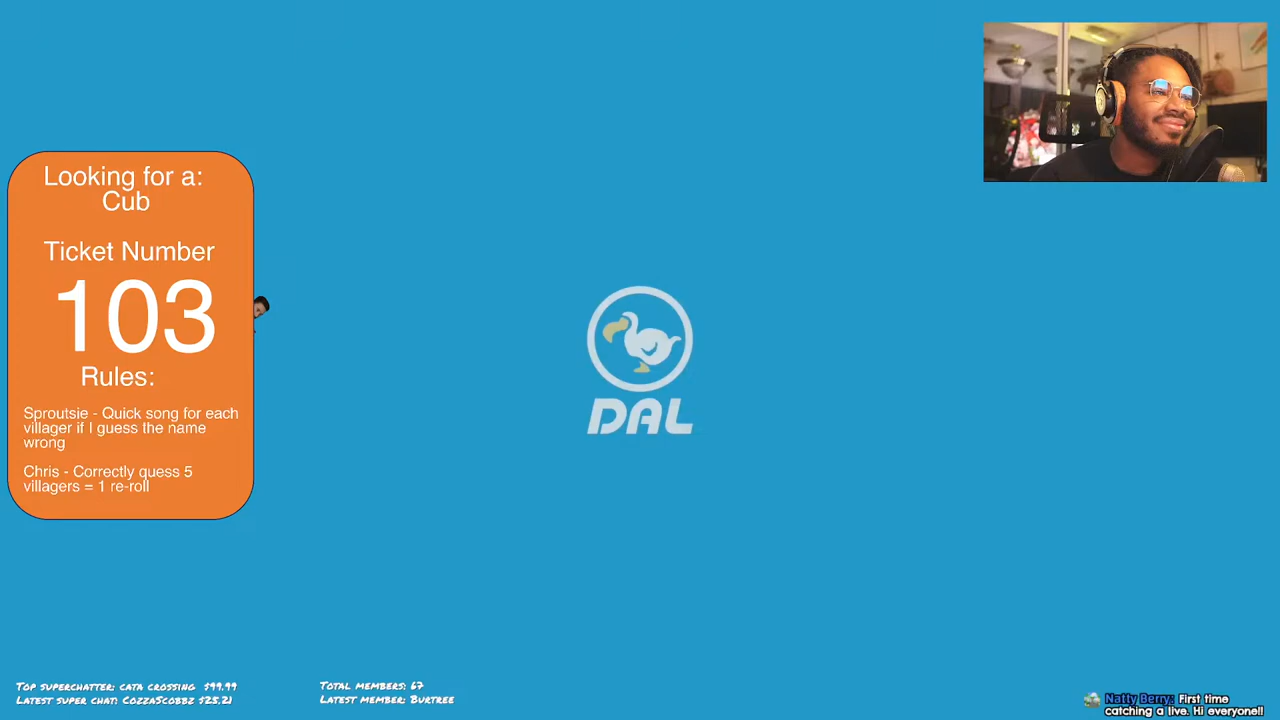 Looking for a:
Cub
Ticket Number
103
Rules:
Sproutsie - Quick song for each
villager if I guess the name
wrong
Chris - Correctly quess 5
villagers = 1 re-roll
DAL
Top superchatter: cata crossing $99.99
Latest super chat: CozzaScobbz $25.21
Total members: 67
Latest member: Burtree
Natty Berry: First time
catching a live. Hi everyone!!